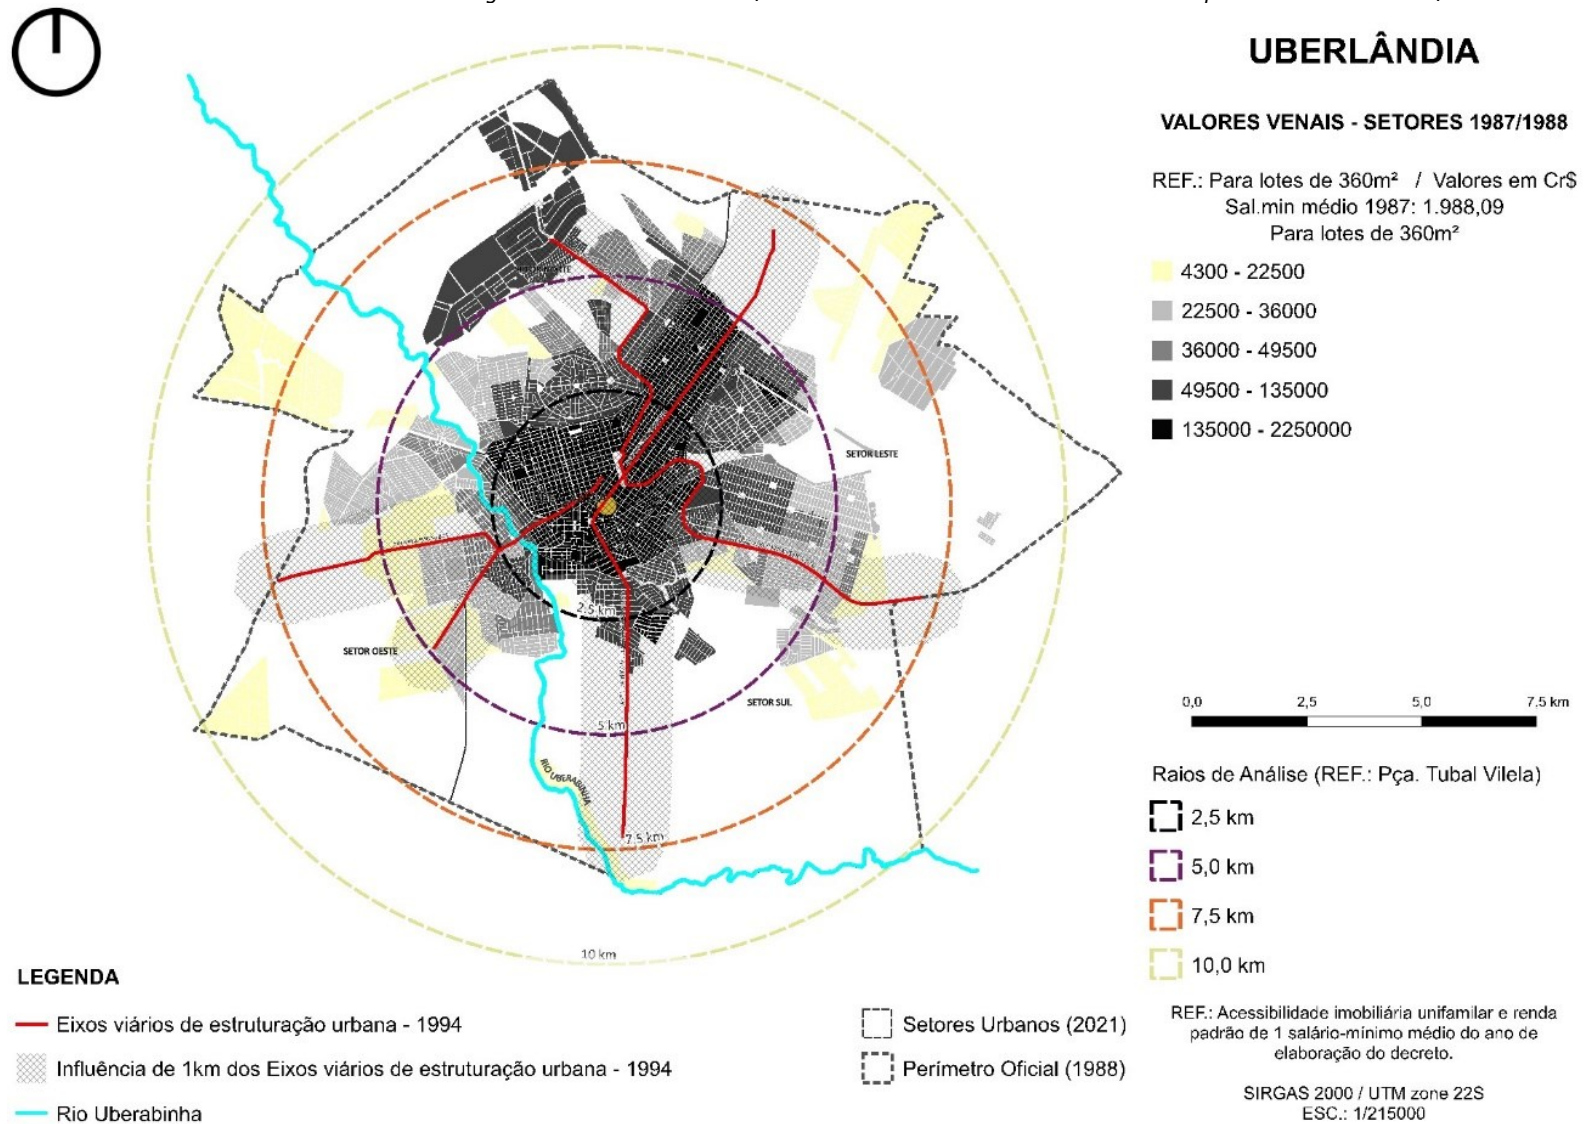 UBERLÂNDIA
VALORES VENAIS - SETORES 1987/1988
REF.: Para lotes de 360m² / Valores em Cr$
Sal.min médio 1987: 1.988,09
Para lotes de 360m²
4300 - 22500
22500 - 36000
36000 - 49500
49500 - 135000
135000 - 2250000
SETOR LESTE
2,5 km
SETOR OESTE
SETOR SUL
5 km
RIO UBERABINHA
7,5 km
10 km
0,0 2,5 5,0 7,5 km
Raios de Análise (REF.: Pça. Tubal Vilela)
2,5 km
5,0 km
7,5 km
10,0 km
LEGENDA
Eixos viários de estruturação urbana - 1994
Influência de 1km dos Eixos viários de estruturação urbana - 1994
Rio Uberabinha
Setores Urbanos (2021)
Perímetro Oficial (1988)
REF.: Acessibilidade imobiliária unifamilar e renda
padrão de 1 salário-mínimo médio do ano de
elaboração do decreto.
SIRGAS 2000 / UTM zone 22S
ESC.: 1/215000